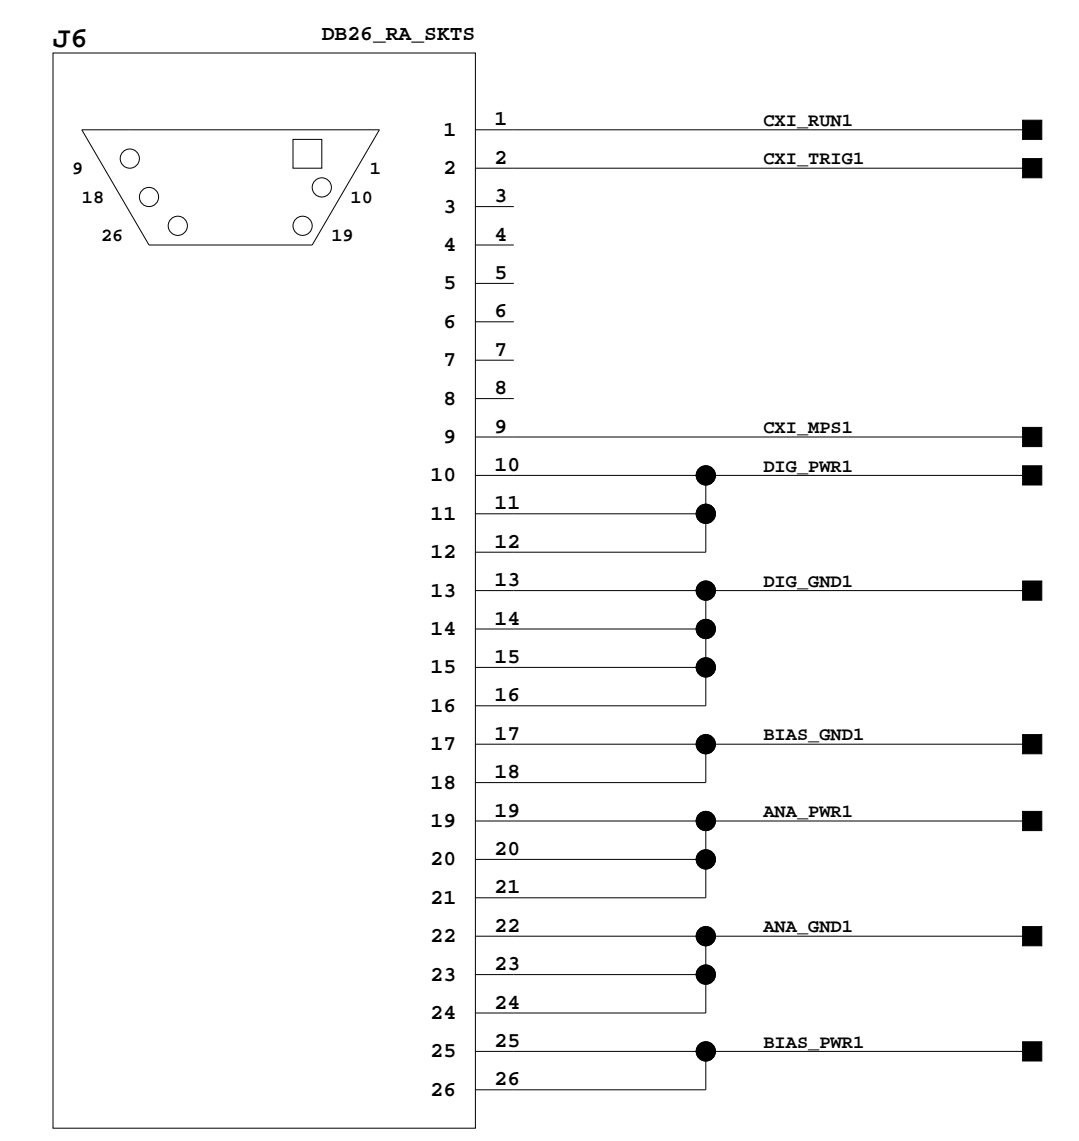 J6 DB26_RA_SKTS
1 1 CXI_RUN1
2 2 CXI_TRIG1
9 1
18 10
26 19
3 3
4 4
5 5
6 6
7 7
8 8
9 9 CXI_MPS1
10 10 DIG_PWR1
11 11
12 12
13 13 DIG_GND1
14 14
15 15
16 16
17 17 BIAS_GND1
18 18
19 19 ANA_PWR1
20 20
21 21
22 22 ANA_GND1
23 23
24 24
25 25 BIAS_PWR1
26 26